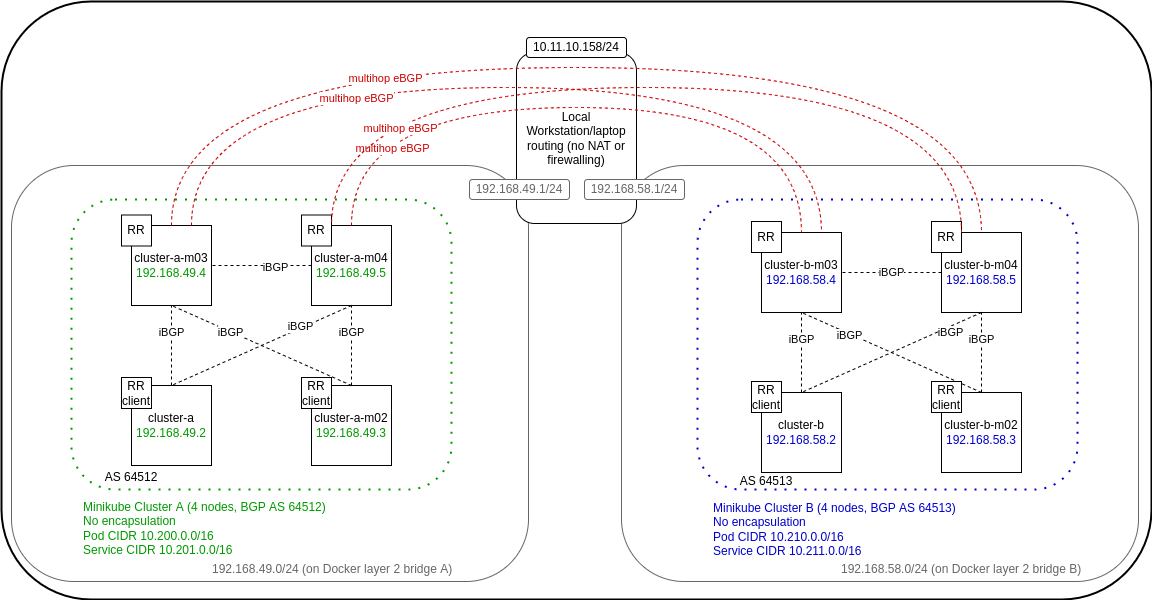 10.11.10.158/24
multihop eBGP
multihop eBGP
multihop eBGP
multihop eBGP
Local
Workstation/laptop
routing (no NAT or
firewalling)
192.168.49.1/24
192.168.58.1/24
RR
cluster-a-m03
192.168.49.4
RR
cluster-a-m04
192.168.49.5
iBGP
iBGP
iBGP
iBGP
iBGP
RR
client
cluster-a
192.168.49.2
RR
client
cluster-a-m02
192.168.49.3
AS 64512
Minikube Cluster A (4 nodes, BGP AS 64512)
No encapsulation
Pod CIDR 10.200.0.0/16
Service CIDR 10.201.0.0/16
192.168.49.0/24 (on Docker layer 2 bridge A)
RR
cluster-b-m03
192.168.58.4
RR
cluster-b-m04
192.168.58.5
iBGP
iBGP
iBGP
iBGP
iBGP
RR
client
cluster-b
192.168.58.2
RR
client
cluster-b-m02
192.168.58.3
AS 64513
Minikube Cluster B (4 nodes, BGP AS 64513)
No encapsulation
Pod CIDR 10.210.0.0/16
Service CIDR 10.211.0.0/16
192.168.58.0/24 (on Docker layer 2 bridge B)